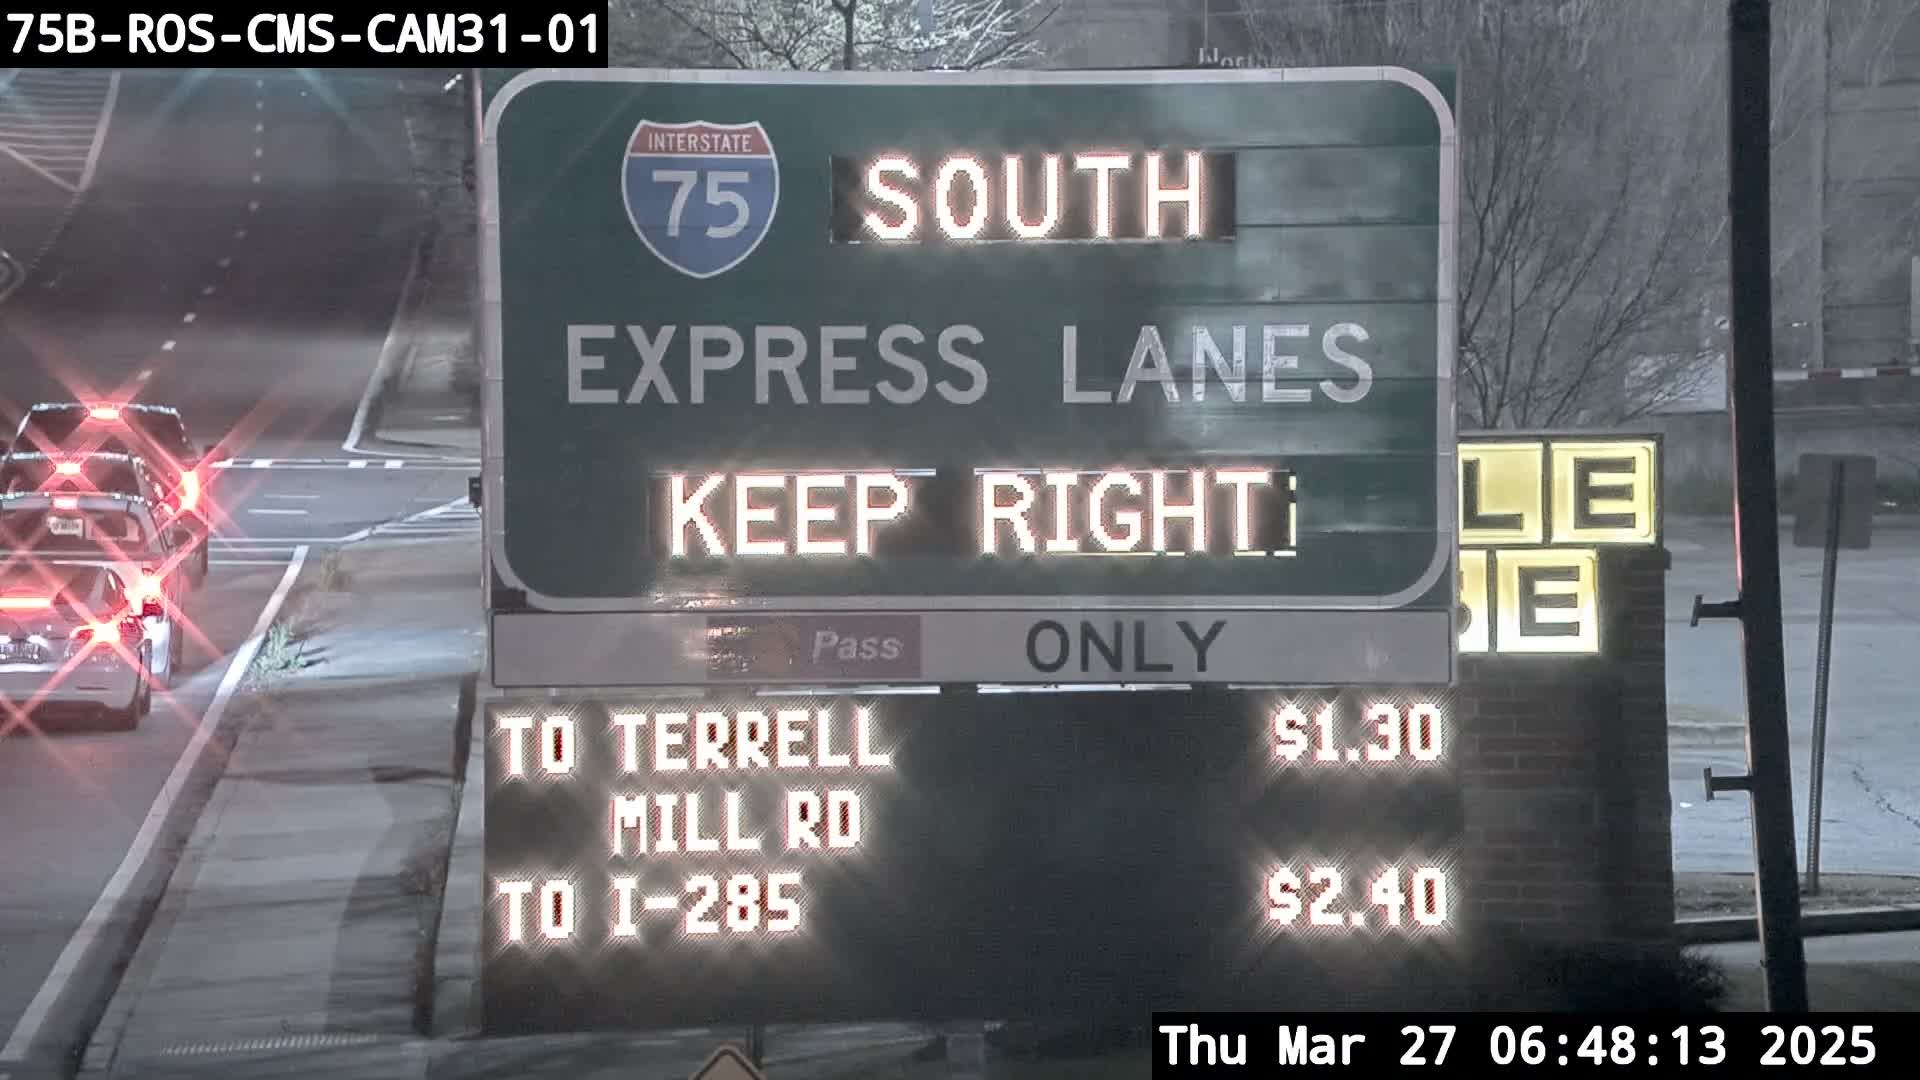 75B-ROS-CMS-CAM31-01
INTERSTATE
75
SOUTH
EXPRESS LANES
KEEP RIGHT
LE
E
Pass ONLY
TO TERRELL $1.30
MILL RD
TO I-285 $2.40
Thu Mar 27 06:48:13 2025